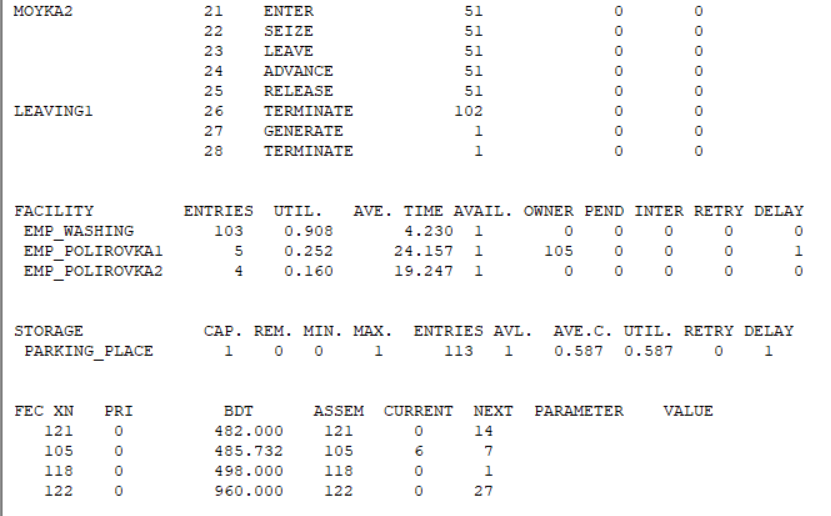 MOYKA2 21 ENTER 51 0 0
22 SEIZE 51 0 0
23 LEAVE 51 0 0
24 ADVANCE 51 0 0
25 RELEASE 51 0 0
LEAVING1 26 TERMINATE 102 0 0
27 GENERATE 1 0 0
28 TERMINATE 1 0 0
FACILITY ENTRIES UTIL. AVE. TIME AVAIL. OWNER PEND INTER RETRY DELAY
EMP_WASHING 103 0.908 4.230 1 0 0 0 0 0
EMP_POLIROVKA1 5 0.252 24.157 1 105 0 0 0 1
EMP_POLIROVKA2 4 0.160 19.247 1 0 0 0 0 0
STORAGE CAP. REM. MIN. MAX. ENTRIES AVL. AVE.C. UTIL. RETRY DELAY
PARKING_PLACE 1 0 0 1 113 1 0.587 0.587 0 1
FEC XN PRI BDT ASSEM CURRENT NEXT PARAMETER VALUE
121 0 482.000 121 0 14
105 0 485.732 105 6 7
118 0 498.000 118 0 1
122 0 960.000 122 0 27